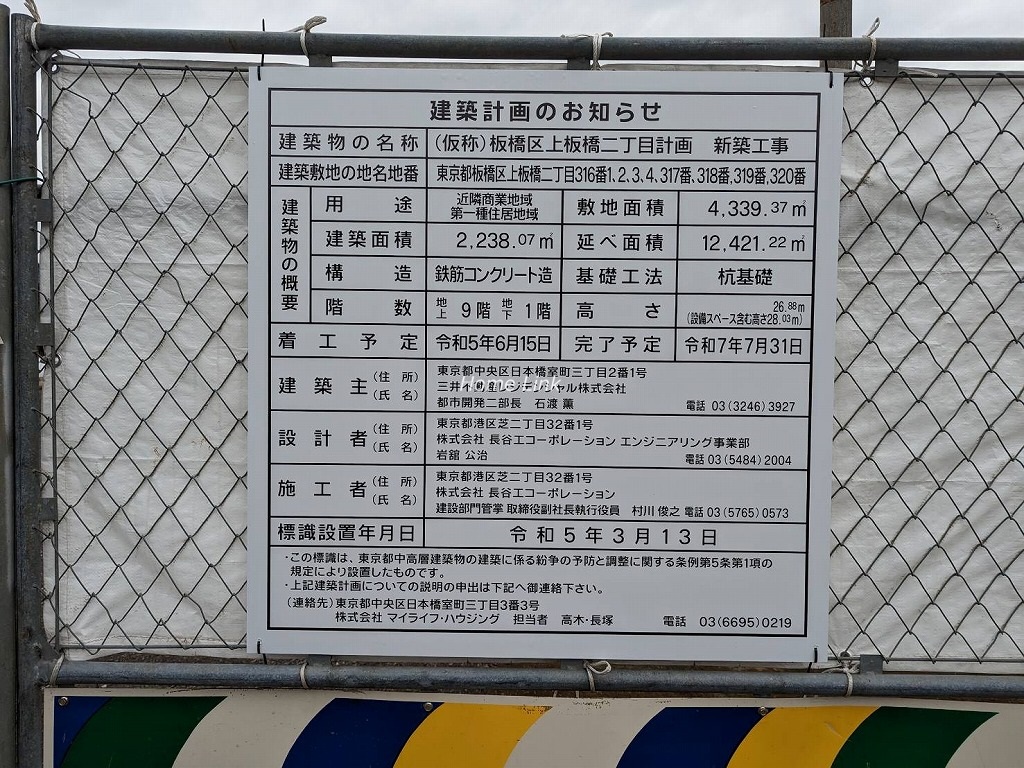 建築計画のお知らせ
建築物の名称 (仮称)板橋区上板橋二丁目計画 新築工事
建築敷地の地名地番 東京都板橋区上板橋二丁目316番1、2、3、4、317番、318番、319番、320番
建築物の概要
用途 近隣商業地域 第一種住居地域 敷地面積 4,339.37㎡
建築面積 2,238.07㎡ 延べ面積 12,421.22㎡
構造 鉄筋コンクリート造 基礎工法 杭基礎
階数 地上 9階 地下 1階 高さ 26.88m (設備スペース含む高さ28.03m)
着工予定 令和5年6月15日 完了予定 令和7年7月31日
建築主 (住所) (氏名)
東京都中央区日本橋室町三丁目2番1号
三井不動産レジデンシャル株式会社
都市開発二部長 石渡 薫 電話 03(3246)3927
Home Link
設計者 (住所) (氏名)
東京都港区芝二丁目32番1号
株式会社 長谷工コーポレーション エンジニアリング事業部
岩舘 公治 電話 03(5484)2004
施工者 (住所) (氏名)
東京都港区芝二丁目32番1号
株式会社 長谷工コーポレーション
建設部門管掌 取締役副社長執行役員 村川 俊之 電話 03(5765)0573
標識設置年月日 令和5年3月13日
・この標識は、東京都中高層建築物の建築に係る紛争の予防と調整に関する条例第5条第1項の
規定により設置したものです。
・上記建築計画についての説明の申出は下記へ御連絡下さい。
(連絡先)東京都中央区日本橋室町三丁目3番3号
株式会社 マイライフ・ハウジング 担当者 高木・長塚 電話 03(6695)0219